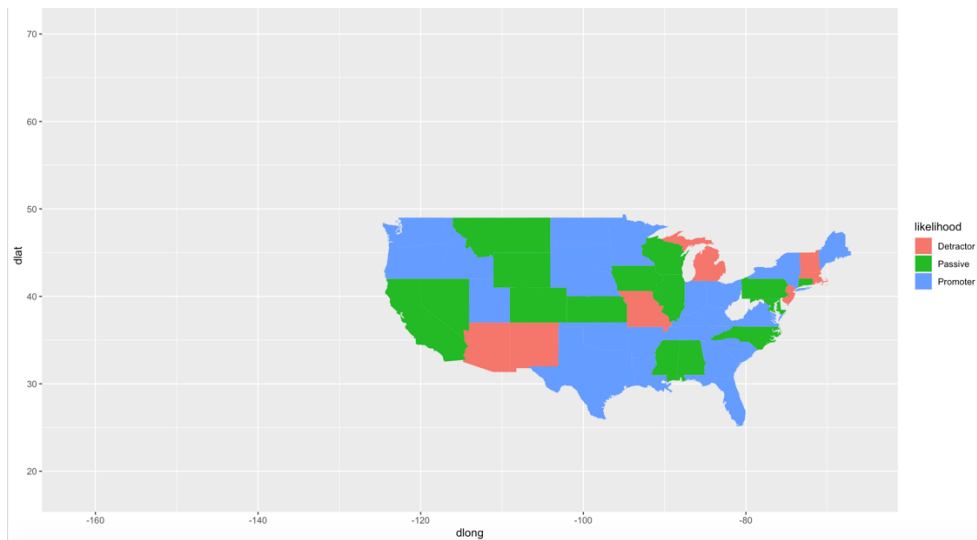 70
60
50
40
30
20
dlat
-160
-140
-120
-100
-80
dlong
likelihood
Detractor
Passive
Promoter